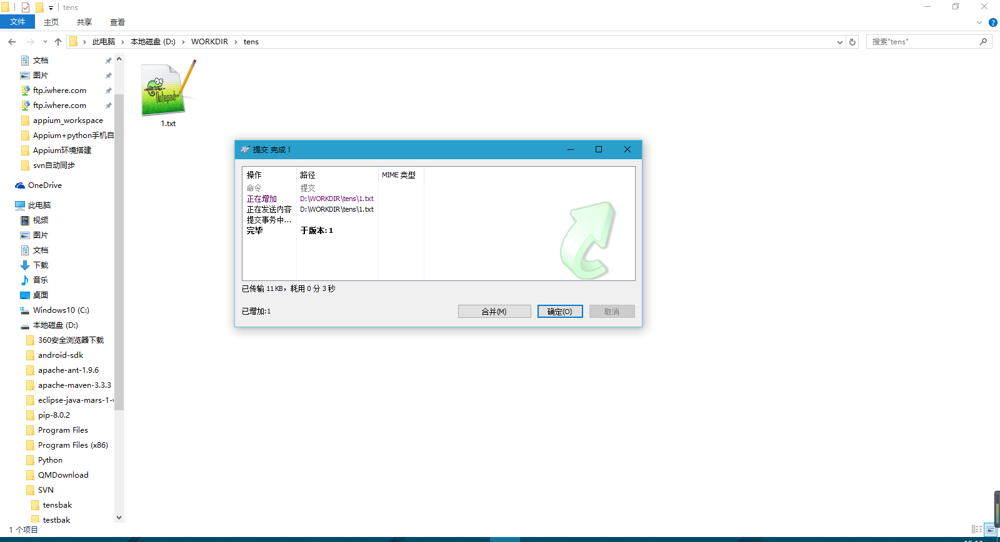 tens
文件 主页 共享 查看
此电脑 本地磁盘 (D:) WORKDIR tens
搜索"tens"
文档
图片
ftp.iwhere.com
ftp.iwhere.com
appium_workspace
Appium+python手机自
Appium环境搭建
svn自动同步
OneDrive
此电脑
视频
图片
文档
下载
音乐
桌面
Windows10 (C:)
本地磁盘 (D:)
360安全浏览器下载
android-sdk
apache-ant-1.9.6
apache-maven-3.3.3
eclipse-java-mars-1-
pip-8.0.2
Program Files
Program Files (x86)
Python
QMDownload
SVN
tensbak
testbak
1 个项目
Notepad++
1.txt
提交 完成！
操作 路径 MIME 类型
命令 提交
正在增加 D:\WORKDIR\tens\1.txt
正在发送内容 D:\WORKDIR\tens\1.txt
提交事务中...
完毕 于版本: 1
已传输 11 KB，耗用 0 分 3 秒
已增加:1
合并(M) 确定(O) 取消